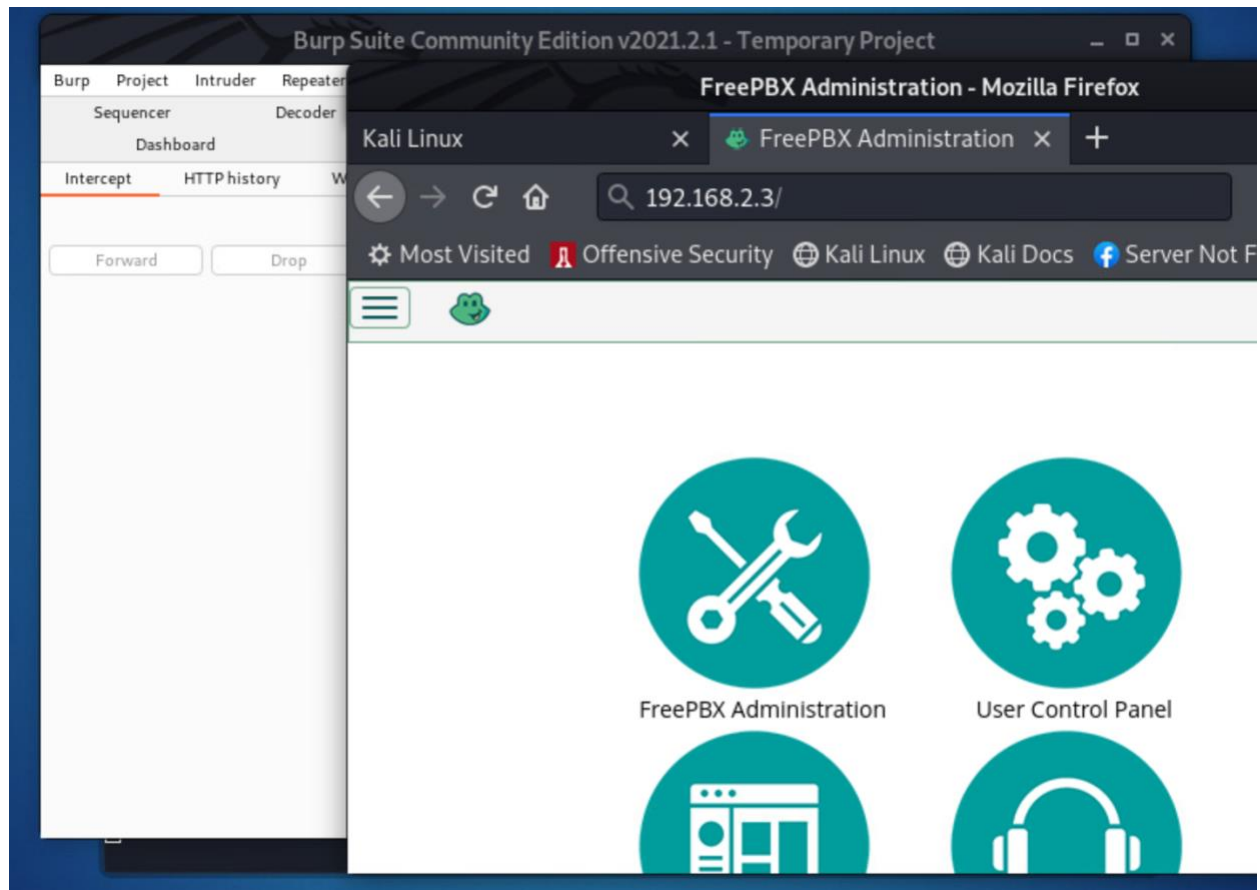 Burp Suite Community Edition v2021.2.1 - Temporary Project
Burp Project Intruder Repeater
Sequencer Decoder
Dashboard
Intercept HTTP history
Forward Drop
FreePBX Administration - Mozilla Firefox
Kali Linux FreePBX Administration
192.168.2.3/
Most Visited Offensive Security Kali Linux Kali Docs Server Not F
FreePBX Administration User Control Panel